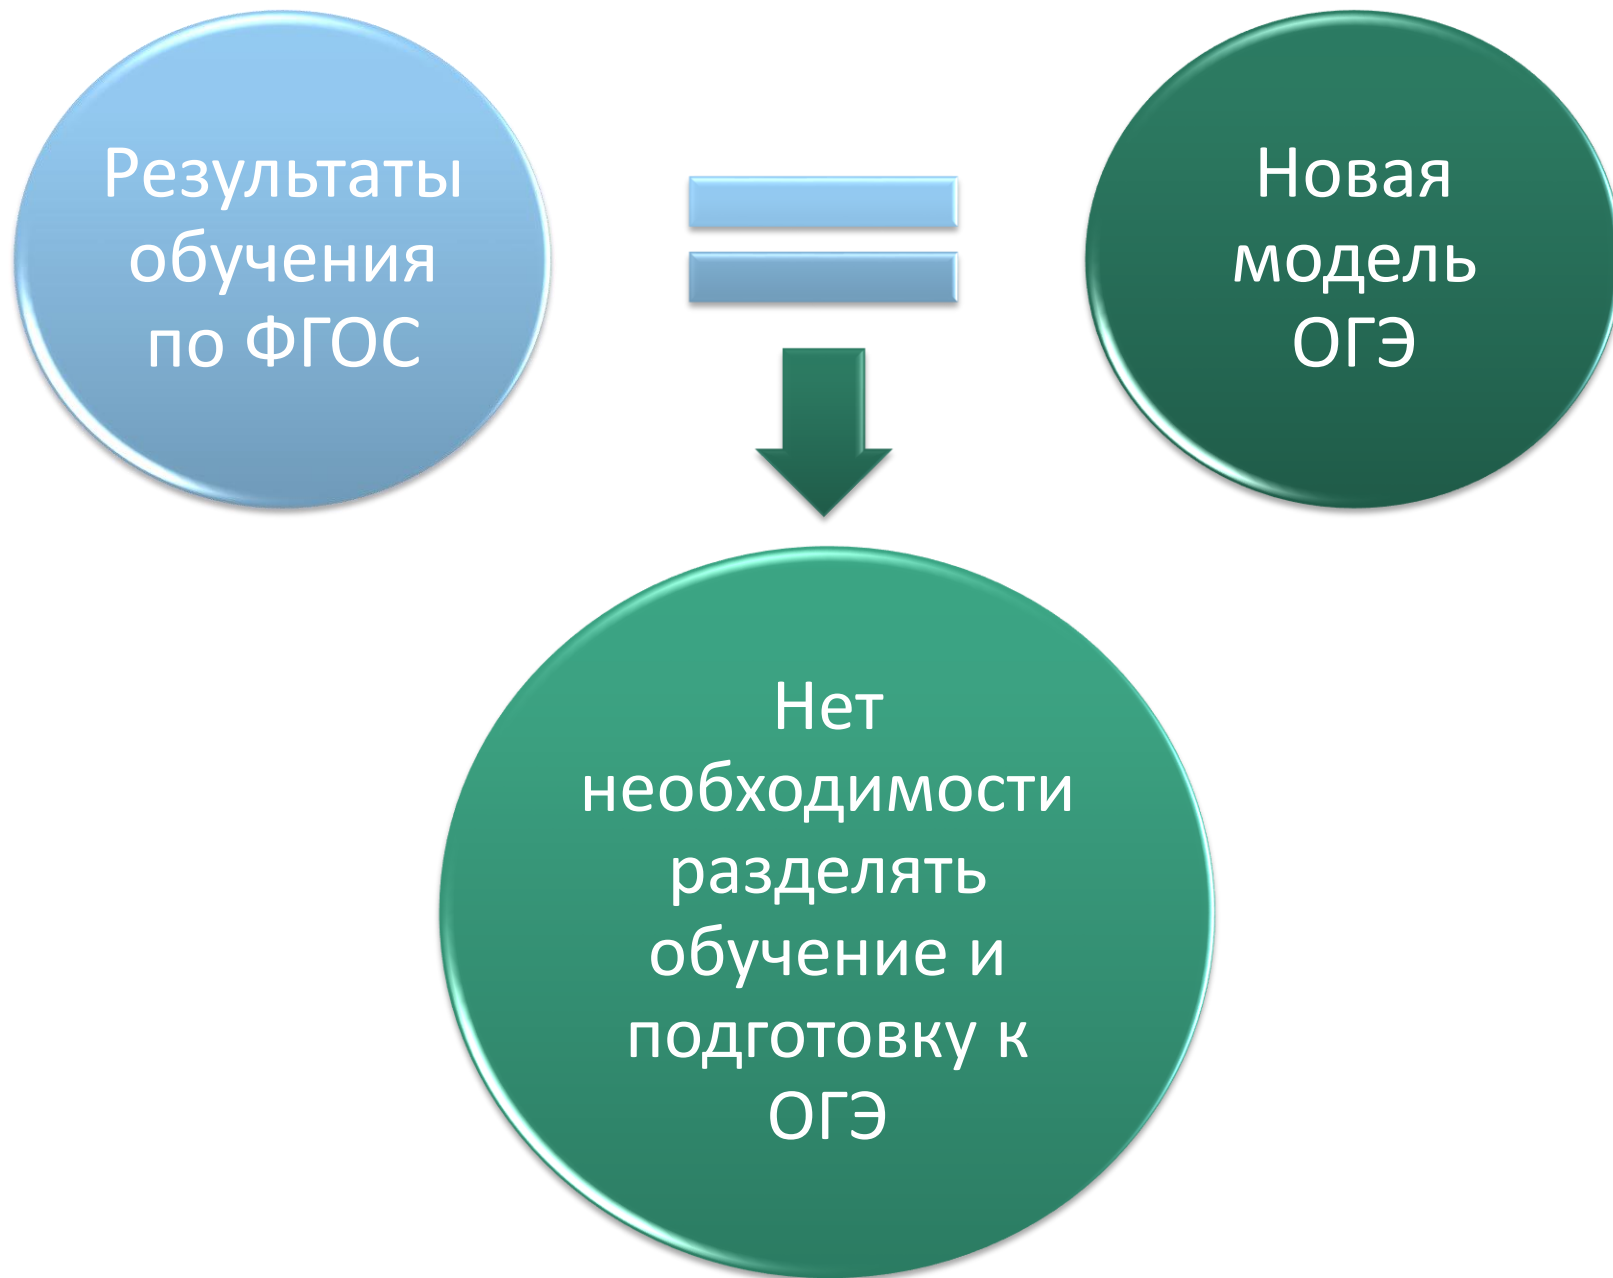 Результаты
обучения
по ФГОС
Новая
модель
ОГЭ
Нет
необходимости
разделять
обучение и
подготовку к
ОГЭ